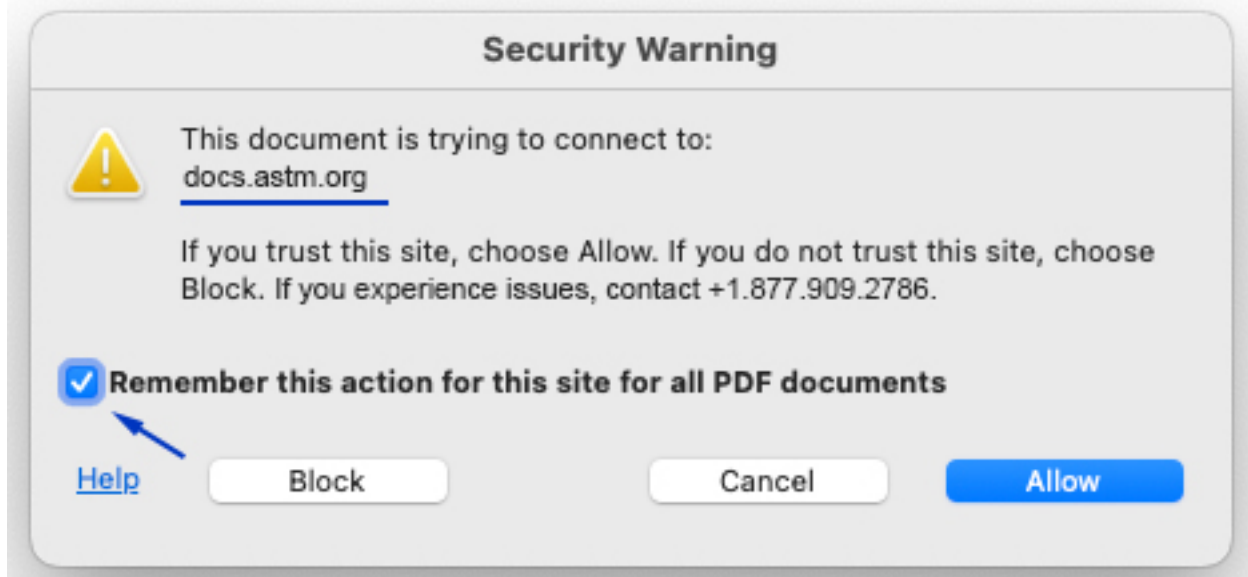 Security Warning
This document is trying to connect to:
docs.astm.org
If you trust this site, choose Allow. If you do not trust this site, choose
Block. If you experience issues, contact +1.877.909.2786.
Remember this action for this site for all PDF documents
Help
Block
Cancel
Allow